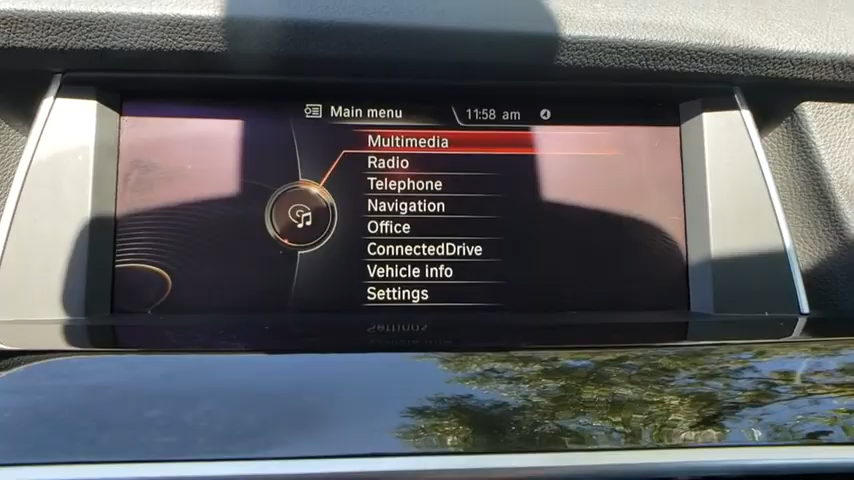 Main menu 11:58 am
Multimedia
Radio
Telephone
Navigation
Office
ConnectedDrive
Vehicle info
Settings